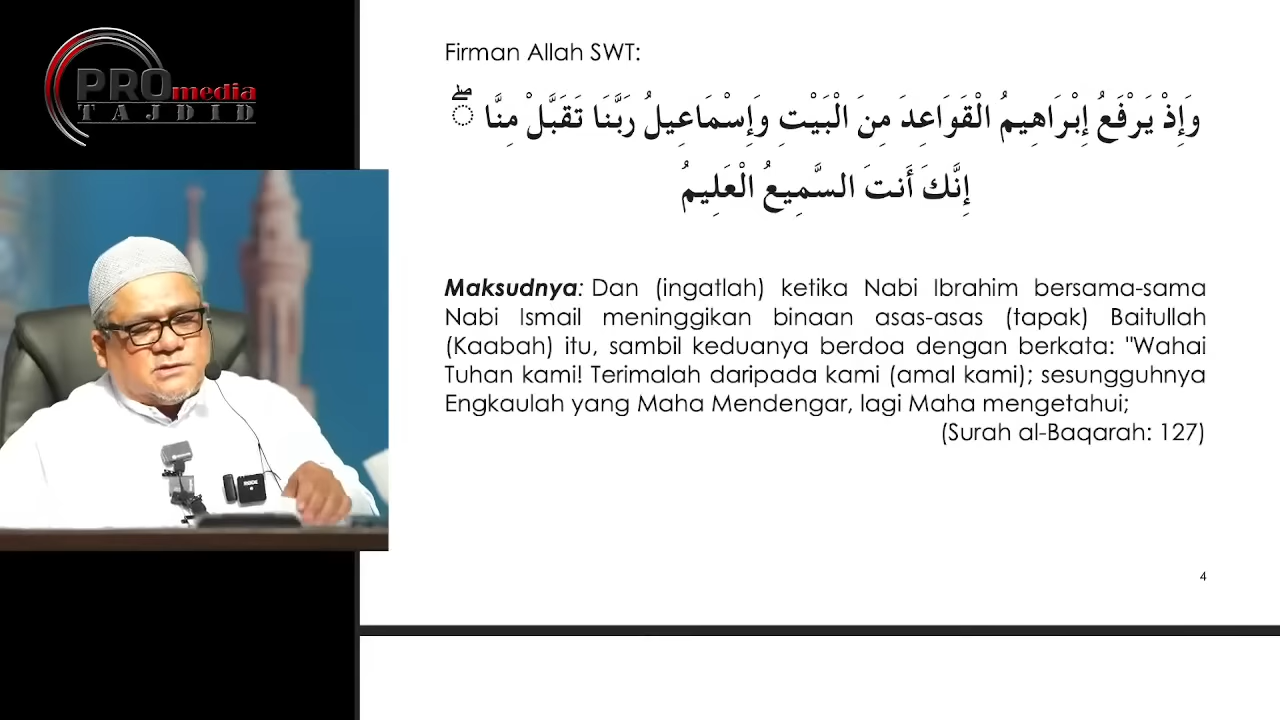 PROmedia
TAJDID
Firman Allah SWT:
وَإِذْ يَرْفَعُ إِبْرَاهِيمُ الْقَوَاعِدَ مِنَ الْبَيْتِ وَإِسْمَاعِيلُ رَبَّنَا تَقَبَّلْ مِنَّا ۖ
إِنَّكَ أَنتَ السَّمِيعُ الْعَلِيمُ
Maksudnya: Dan (ingatlah) ketika Nabi Ibrahim bersama-sama
Nabi Ismail meninggikan binaan asas-asas (tapak) Baitullah
(Kaabah) itu, sambil keduanya berdoa dengan berkata: "Wahai
Tuhan kami! Terimalah daripada kami (amal kami); sesungguhnya
Engkaulah yang Maha Mendengar, lagi Maha mengetahui;
(Surah al-Baqarah: 127)
4
RODE